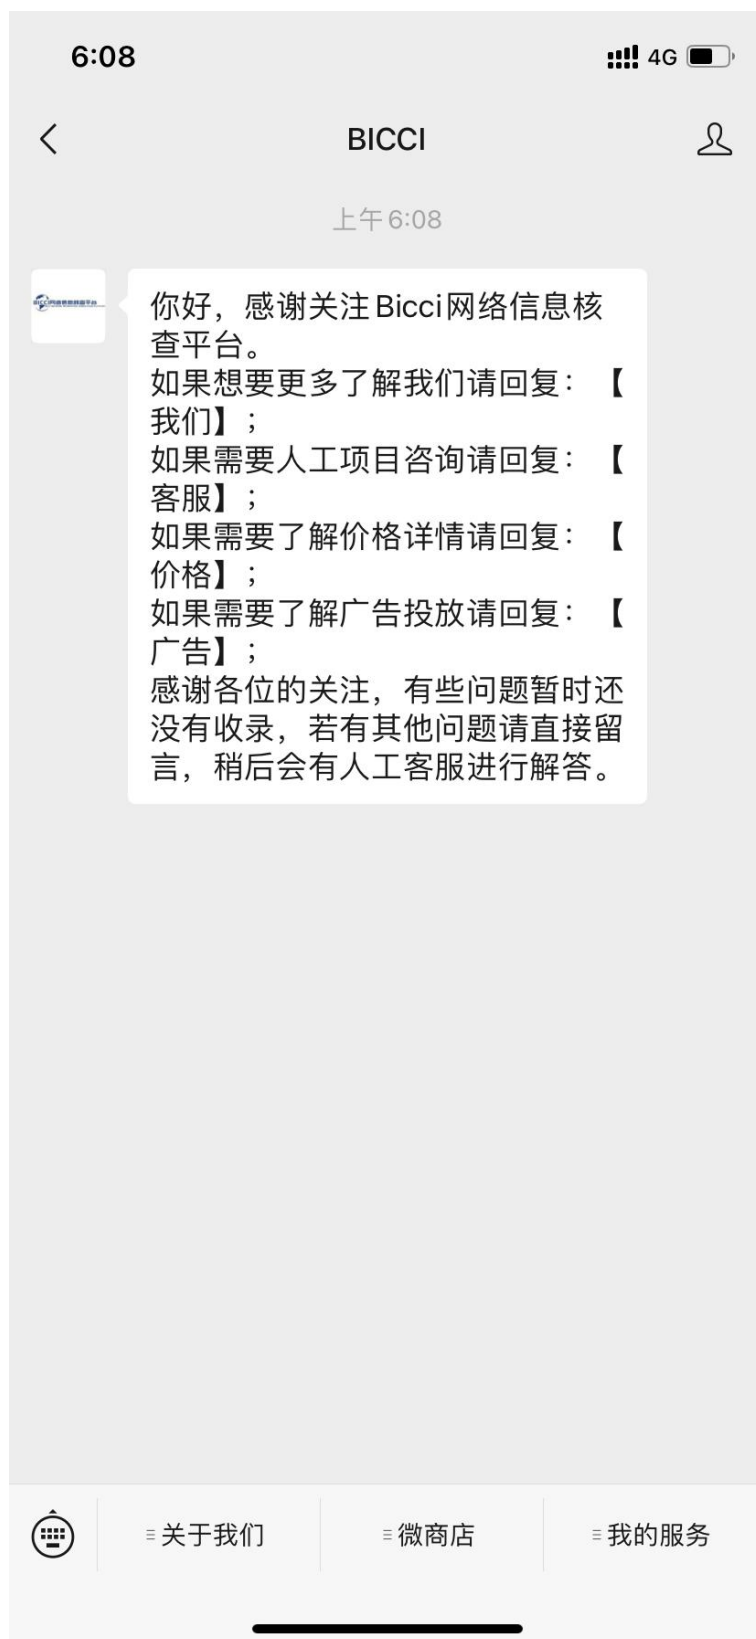 6:08
4G
BICCI
上午6:08
你好，感谢关注Bicci网络信息核
查平台。
如果想要更多了解我们请回复：【
我们】；
如果需要人工项目咨询请回复：【
客服】；
如果需要了解价格详情请回复：【
价格】；
如果需要了解广告投放请回复：【
广告】；
感谢各位的关注，有些问题暂时还
没有收录，若有其他问题请直接留
言，稍后会有人工客服进行解答。
关于我们
微商店
我的服务